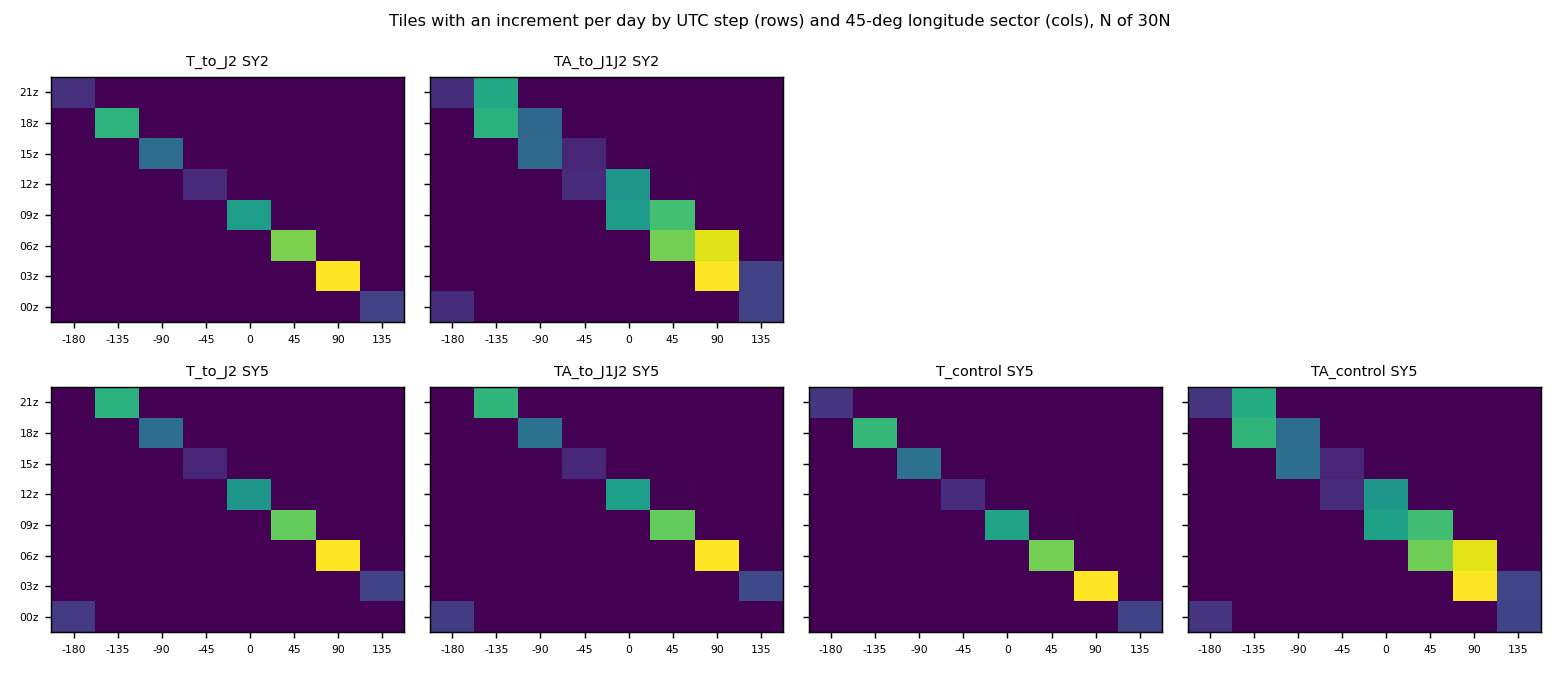 Tiles with an increment per day by UTC step (rows) and 45-deg longitude sector (cols), N of 30N
T_to_J2 SY2
TA_to_J1J2 SY2
21z
18z
15z
12z
09z
06z
03z
00z
-180 -135 -90 -45 0 45 90 135
-180 -135 -90 -45 0 45 90 135
T_to_J2 SY5
TA_to_J1J2 SY5
T_control SY5
TA_control SY5
21z
18z
15z
12z
09z
06z
03z
00z
-180 -135 -90 -45 0 45 90 135
-180 -135 -90 -45 0 45 90 135
-180 -135 -90 -45 0 45 90 135
-180 -135 -90 -45 0 45 90 135